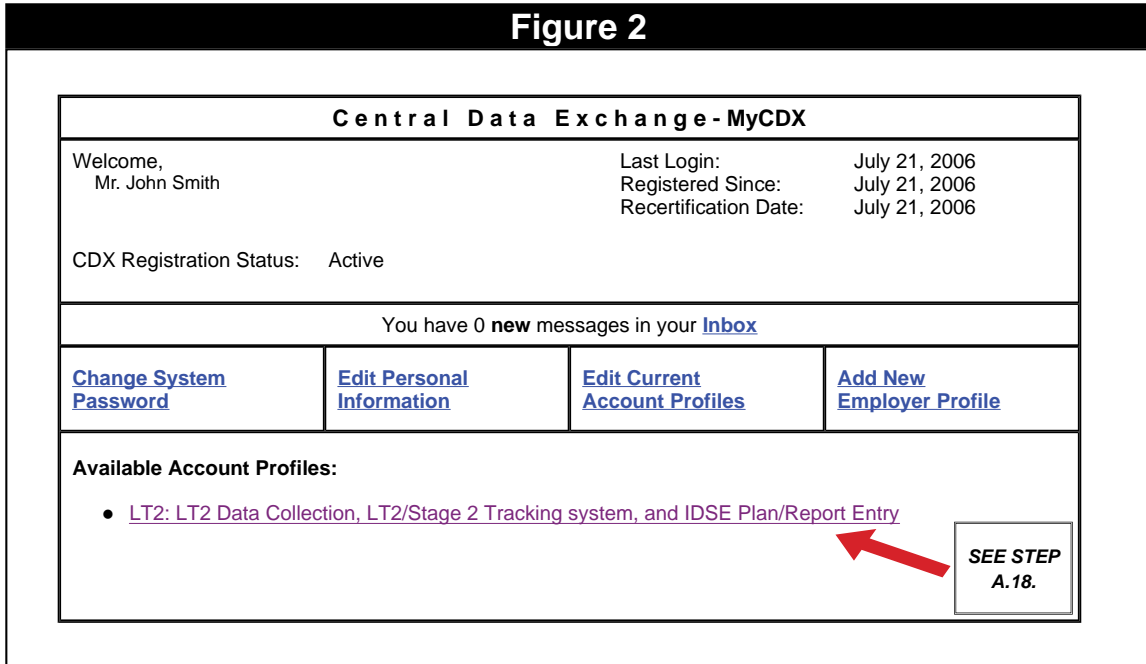 Figure 2
Central Data Exchange - MyCDX
Welcome,
Mr. John Smith
Last Login: July 21, 2006
Registered Since: July 21, 2006
Recertification Date: July 21, 2006
CDX Registration Status: Active
You have 0 new messages in your Inbox
Change System
Password
Edit Personal
Information
Edit Current
Account Profiles
Add New
Employer Profile
Available Account Profiles:
● LT2: LT2 Data Collection, LT2/Stage 2 Tracking system, and IDSE Plan/Report Entry
SEE STEP
A.18.